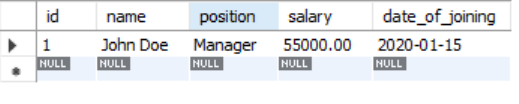 id name position salary date_of_joining
1 John Doe Manager 55000.00 2020-01-15
NULL NULL NULL NULL NULL